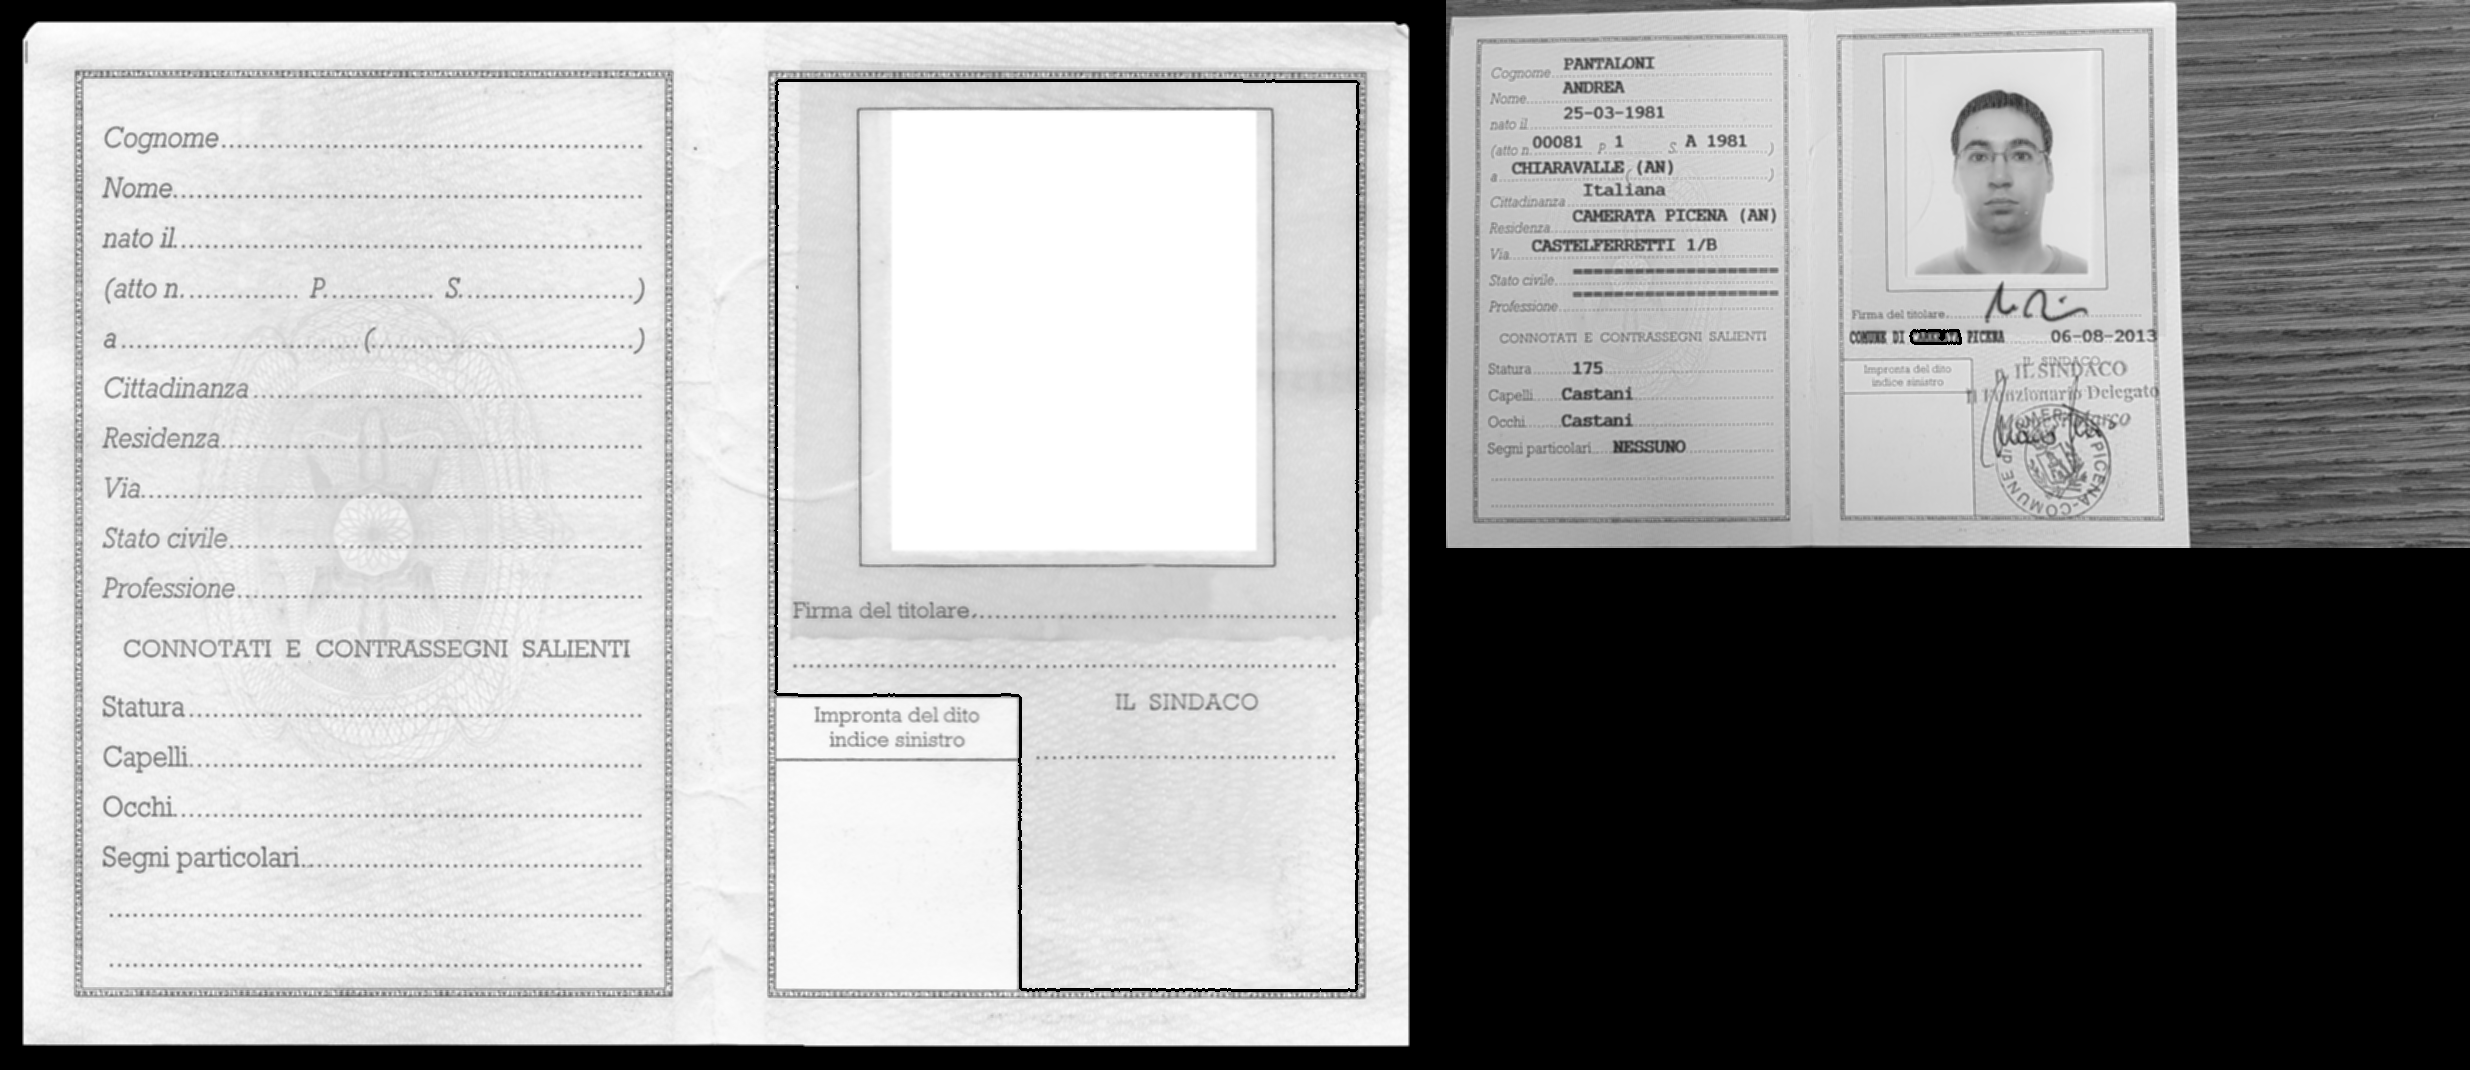 Cognome
Nome
nato il
(atto n. P. S. )
a ( )
Cittadinanza
Residenza
Via
Stato civile
Professione
CONNOTATI E CONTRASSEGNI SALIENTI
Statura
Capelli
Occhi
Segni particolari
Firma del titolare
IL SINDACO
Impronta del dito
indice sinistro
Cognome PANTALONI
Nome ANDREA
nato il 25-03-1981
(atto n. 00081 P. 1 S. A 1981 )
a CHIARAVALLE (AN) )
Cittadinanza Italiana
Residenza CAMERATA PICENA (AN)
Via CASTELFERRETTI 1/B
Stato civile
Professione
CONNOTATI E CONTRASSEGNI SALIENTI
Statura 175
Capelli Castani
Occhi Castani
Segni particolari NESSUNO
Firma del titolare
COMUNE DI PICENA 06-08-2013
Impronta del dito
indice sinistro
IL SINDACO
IL SINDACO
Il Funzionario Delegato
Marco
PICENA-COMUNE DI